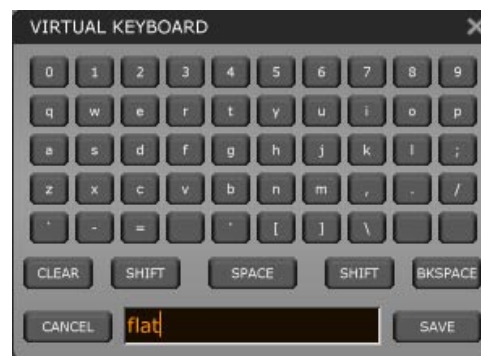 VIRTUAL KEYBOARD
0 1 2 3 4 5 6 7 8 9
q w e r t y u i o p
a s d f g h j k l ;
z x c v b n m , . /
` - = ' [ ] \
CLEAR SHIFT SPACE SHIFT BKSPACE
CANCEL flat SAVE